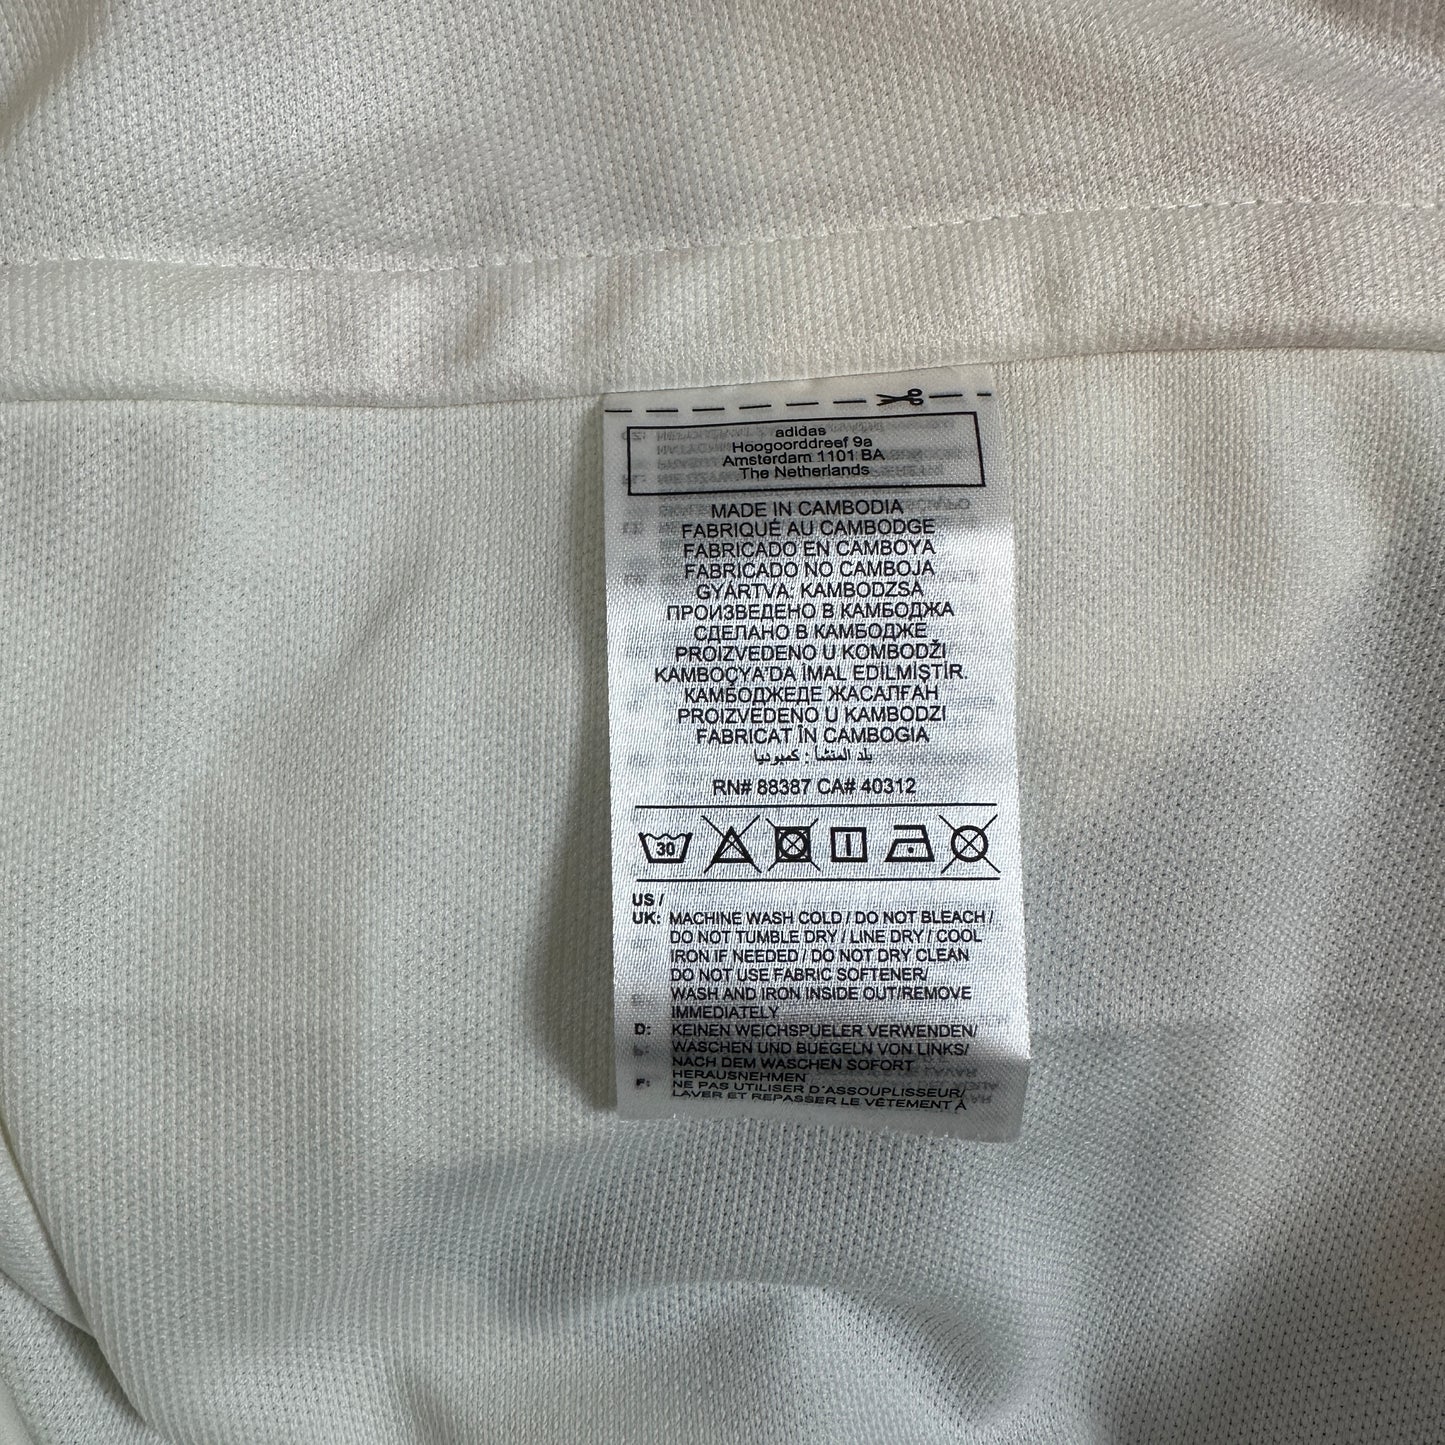 adidas
Hoogoorddreef 9a
Amsterdam 1101 BA
The Netherlands
MADE IN CAMBODIA
FABRIQUÉ AU CAMBODGE
FABRICADO EN CAMBOYA
FABRICADO NO CAMBOJA
GYÁRTVA: KAMBODZSA
ПРОИЗВЕДЕНО В КАМБОДЖА
СДЕЛАНО В КАМБОДЖЕ
PROIZVEDENO U KOMBODŽI
KAMBOÇYA'DA İMAL EDİLMİŞTİR.
КАМБОДЖЕДЕ ЖАСАЛҒАН
PROIZVEDENO U KAMBODZI
FABRICAT ÎN CAMBOGIA
بلد المنشأ : كمبوديا
RN# 88387 CA# 40312
30
US /
UK: MACHINE WASH COLD / DO NOT BLEACH /
DO NOT TUMBLE DRY / LINE DRY / COOL
IRON IF NEEDED / DO NOT DRY CLEAN
DO NOT USE FABRIC SOFTENER/
WASH AND IRON INSIDE OUT/REMOVE
IMMEDIATELY
D: KEINEN WEICHSPUELER VERWENDEN/
WASCHEN UND BUEGELN VON LINKS/
NACH DEM WASCHEN SOFORT
HERAUSNEHMEN
F: NE PAS UTILISER D'ASSOUPLISSEUR/
LAVER ET REPASSER LE VÊTEMENT À